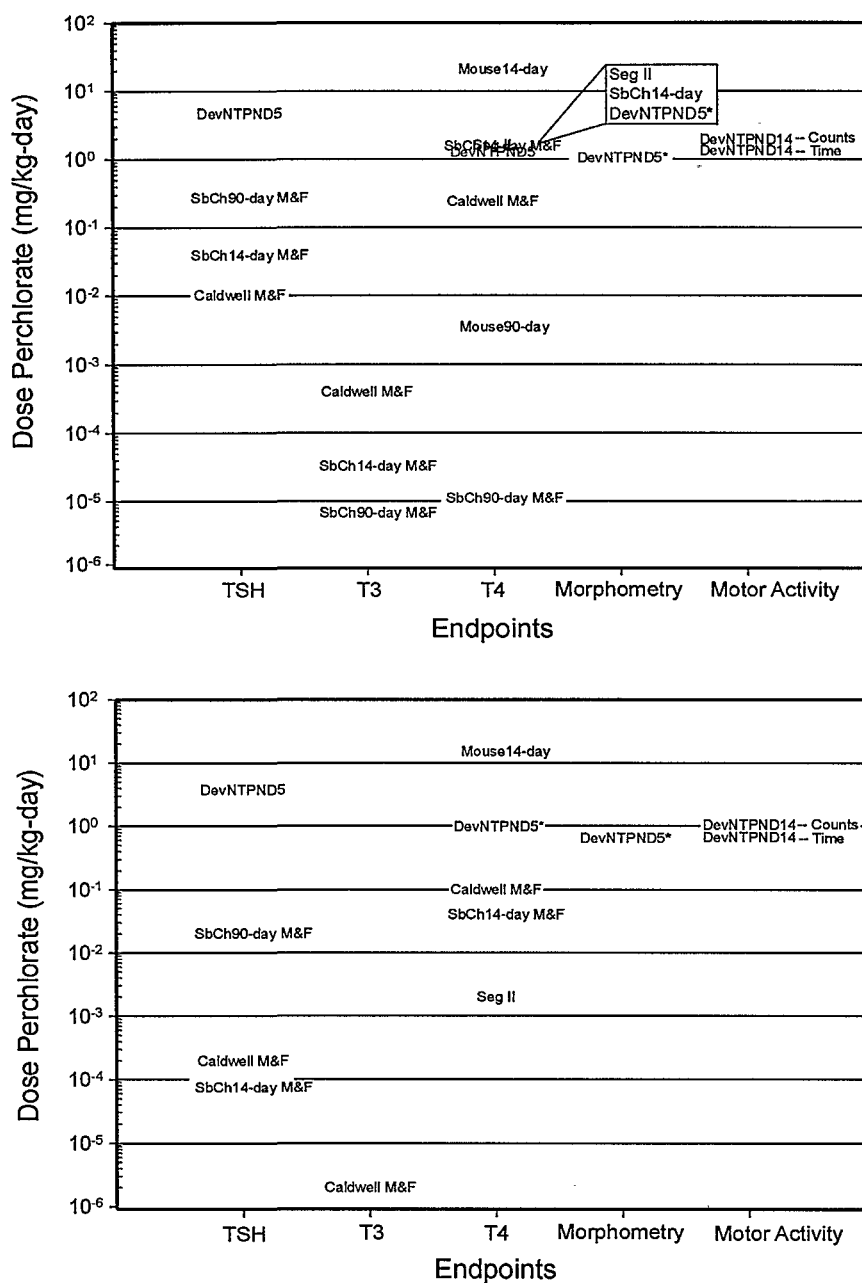 10²
Mouse14-day
Seg II
10¹
SbCh14-day
DevNTPND5
DevNTPND5*
SbCh14-day M&F
DevNTPND14 -- Counts
DevNTPND5
DevNTPND14 -- Time
10⁰
DevNTPND5*
SbCh90-day M&F
Caldwell M&F
10⁻¹
SbCh14-day M&F
10⁻²
Caldwell M&F
Mouse90-day
10⁻³
Caldwell M&F
10⁻⁴
SbCh14-day M&F
10⁻⁵
SbCh90-day M&F
SbCh90-day M&F
10⁻⁶
Dose Perchlorate (mg/kg-day)
TSH T3 T4 Morphometry Motor Activity
Endpoints
10²
Mouse14-day
10¹
DevNTPND5
10⁰
DevNTPND5*
DevNTPND14 -- Counts
DevNTPND5*
DevNTPND14 -- Time
10⁻¹
Caldwell M&F
SbCh14-day M&F
SbCh90-day M&F
10⁻²
Seg II
10⁻³
Caldwell M&F
10⁻⁴
SbCh14-day M&F
10⁻⁵
Caldwell M&F
10⁻⁶
Dose Perchlorate (mg/kg-day)
TSH T3 T4 Morphometry Motor Activity
Endpoints